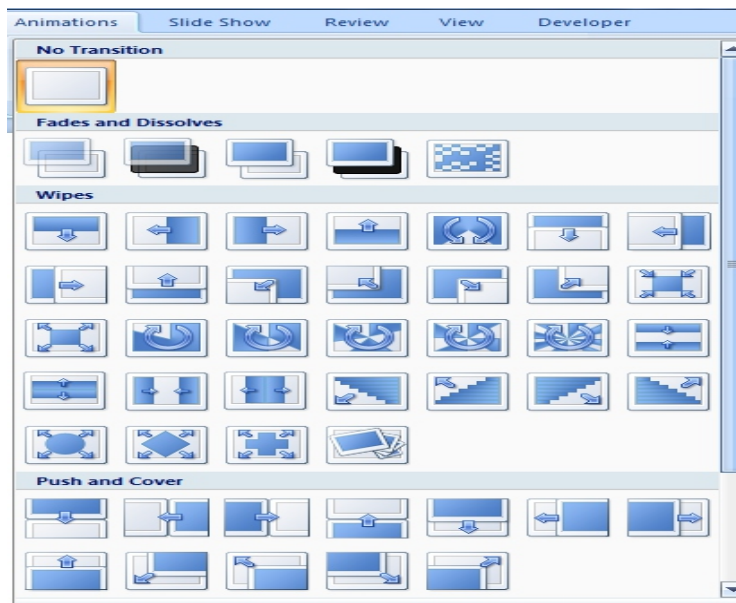 Animations Slide Show Review View Developer
No Transition
Fades and Dissolves
Wipes
Push and Cover